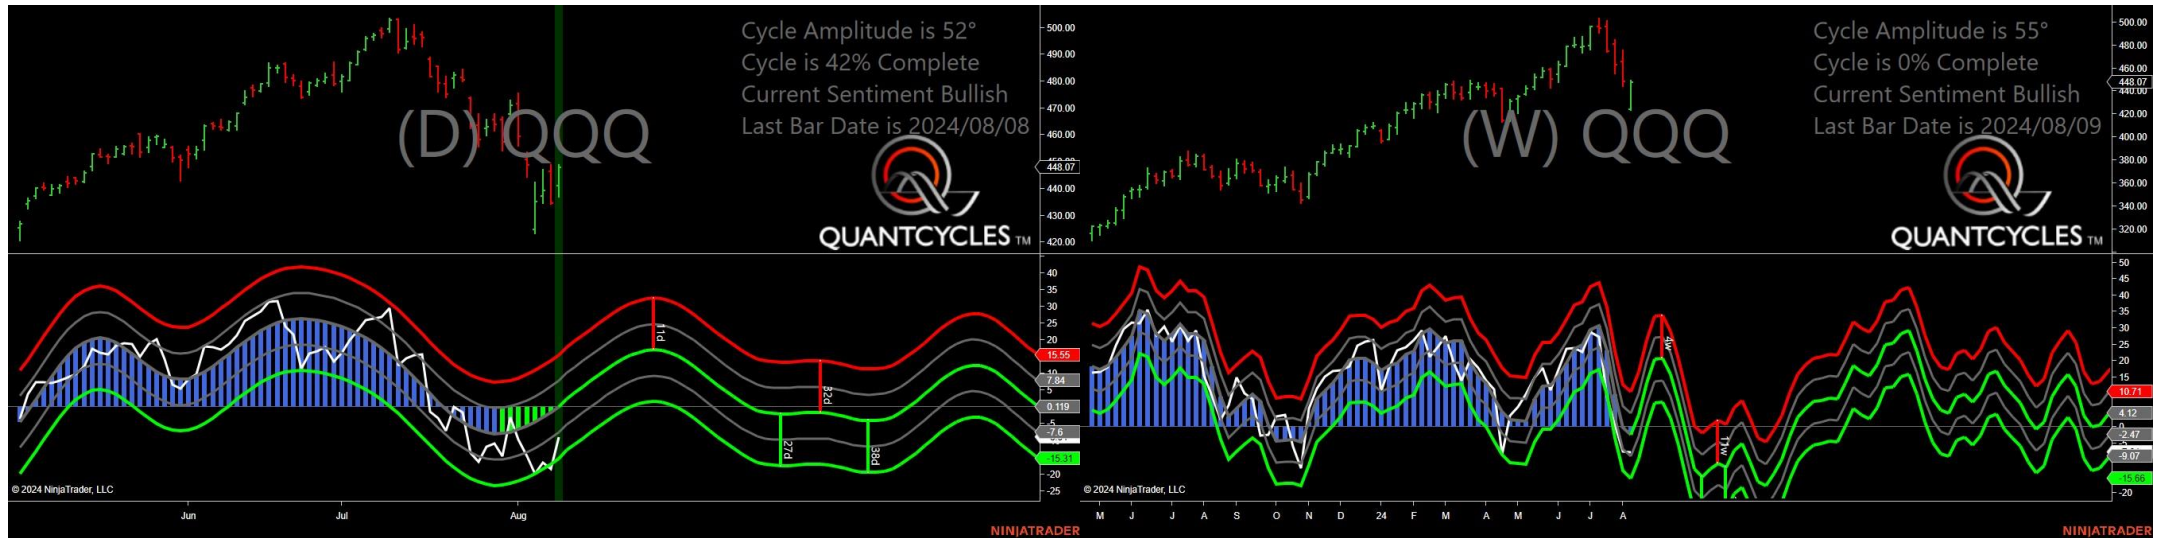 Cycle Amplitude is 52°
Cycle is 42% Complete
Current Sentiment Bullish
Last Bar Date is 2024/08/08
(D) QQQ
QUANTCYCLES TM
500.00
490.00
480.00
470.00
460.00
448.07
440.00
430.00
420.00
40
35
30
25
20
15.55
10
7.84
5
0.119
-7.6
-15.31
-20
-25
11d
32d
27d
38d
© 2024 NinjaTrader, LLC
Jun Jul Aug
NINJATRADER
Cycle Amplitude is 55°
Cycle is 0% Complete
Current Sentiment Bullish
Last Bar Date is 2024/08/09
(W) QQQ
QUANTCYCLES TM
500.00
480.00
460.00
448.07
440.00
420.00
400.00
380.00
360.00
340.00
320.00
50
45
40
35
30
25
20
15
10.71
4.12
-2.47
-9.07
-15.66
-20
4w
11w
© 2024 NinjaTrader, LLC
M J J A S O N D 24 F M A M J J A
NINJATRADER